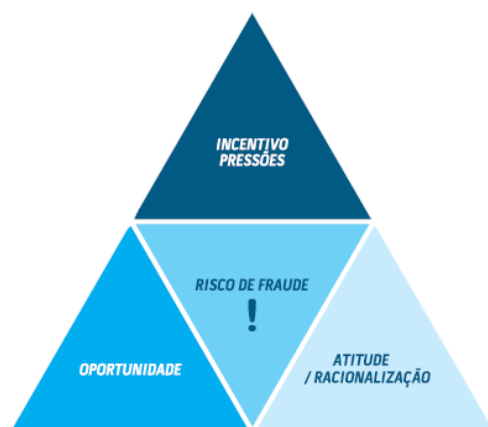 INCENTIVO
PRESSÕES
RISCO DE FRAUDE
!
OPORTUNIDADE
ATITUDE
/ RACIONALIZAÇÃO